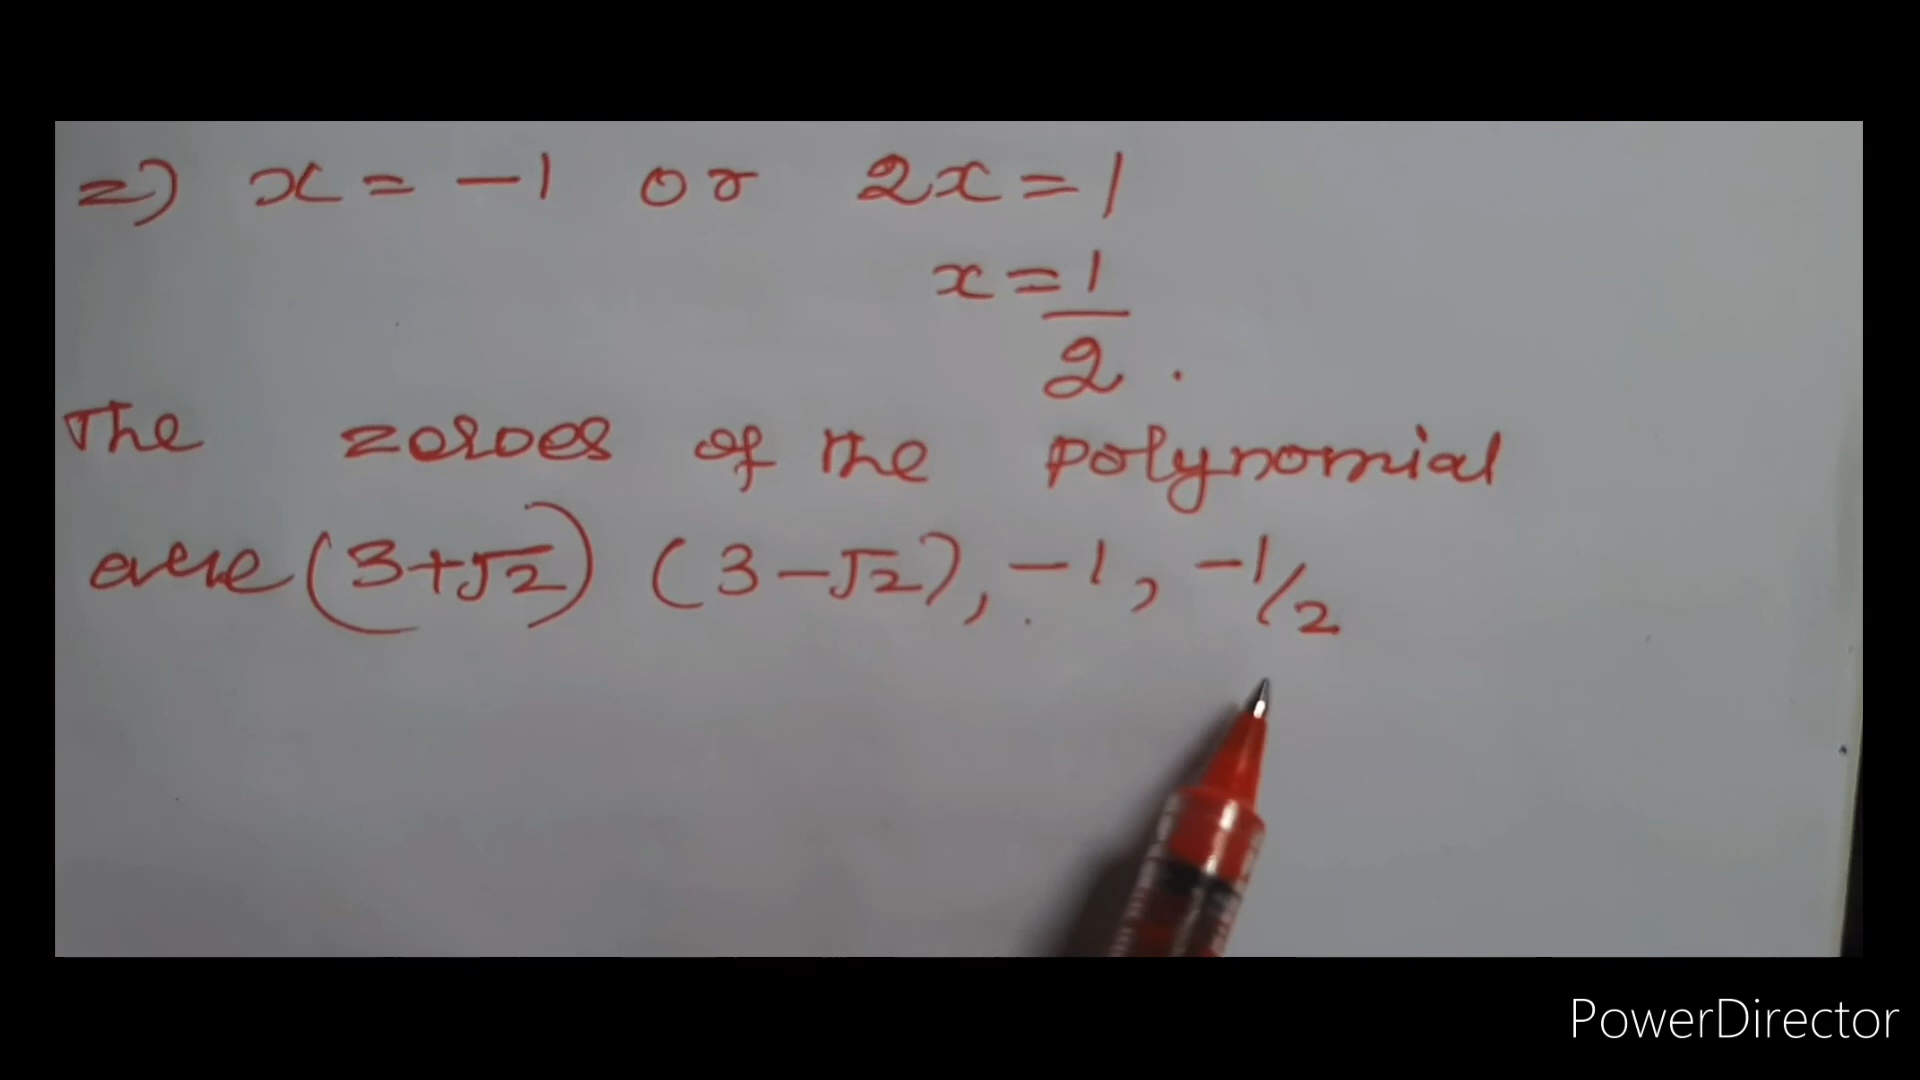 =) x = -1 or 2x = 1
x = 1/2.
The zeroes of the polynomial
are (3+√2) (3-√2), -1, -1/2
PowerDirector